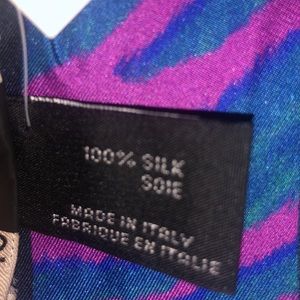 100% SILK
SOIE
MADE IN ITALY
FABRIQUE EN ITALIE